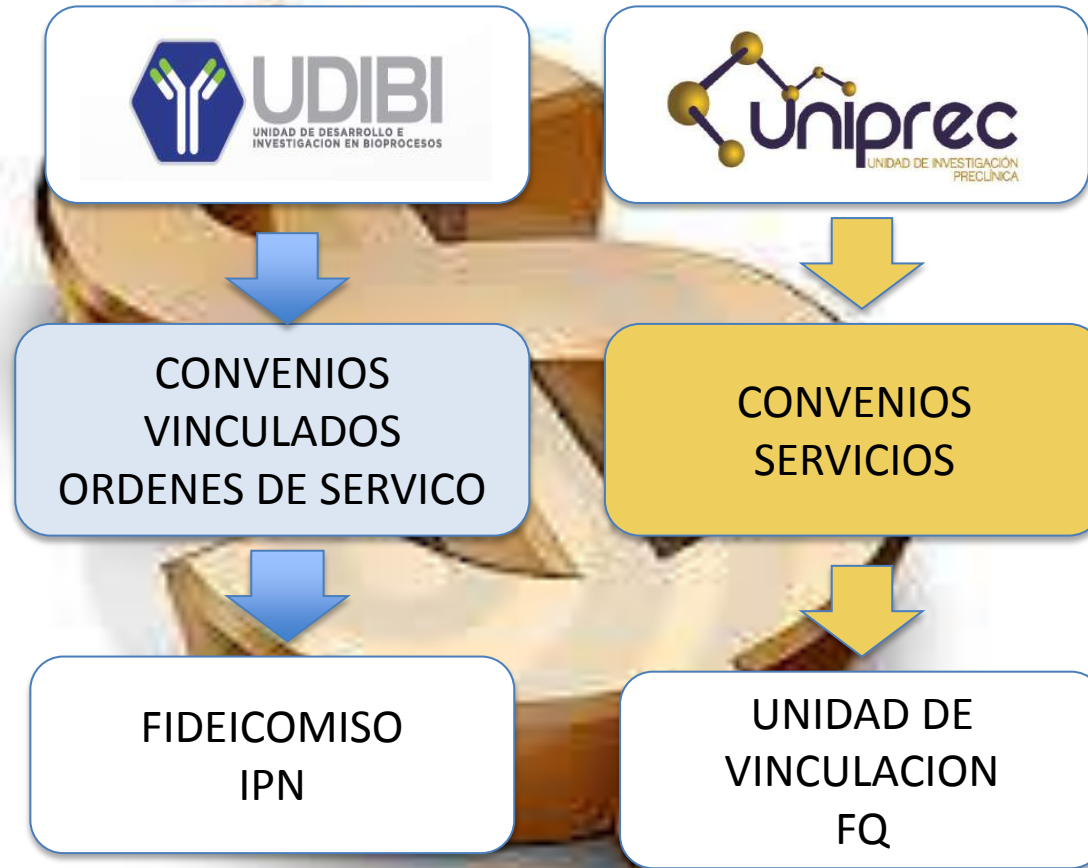 UDIBI
UNIDAD DE DESARROLLO E
INVESTIGACION EN BIOPROCESOS
uniprec
UNIDAD DE INVESTIGACIÓN
PRECLÍNICA
CONVENIOS
VINCULADOS
ORDENES DE SERVICO
CONVENIOS
SERVICIOS
FIDEICOMISO
IPN
UNIDAD DE
VINCULACION
FQ